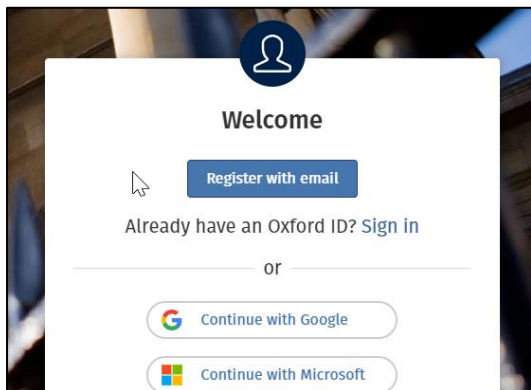 Welcome
Register with email
Already have an Oxford ID? Sign in
or
Continue with Google
Continue with Microsoft